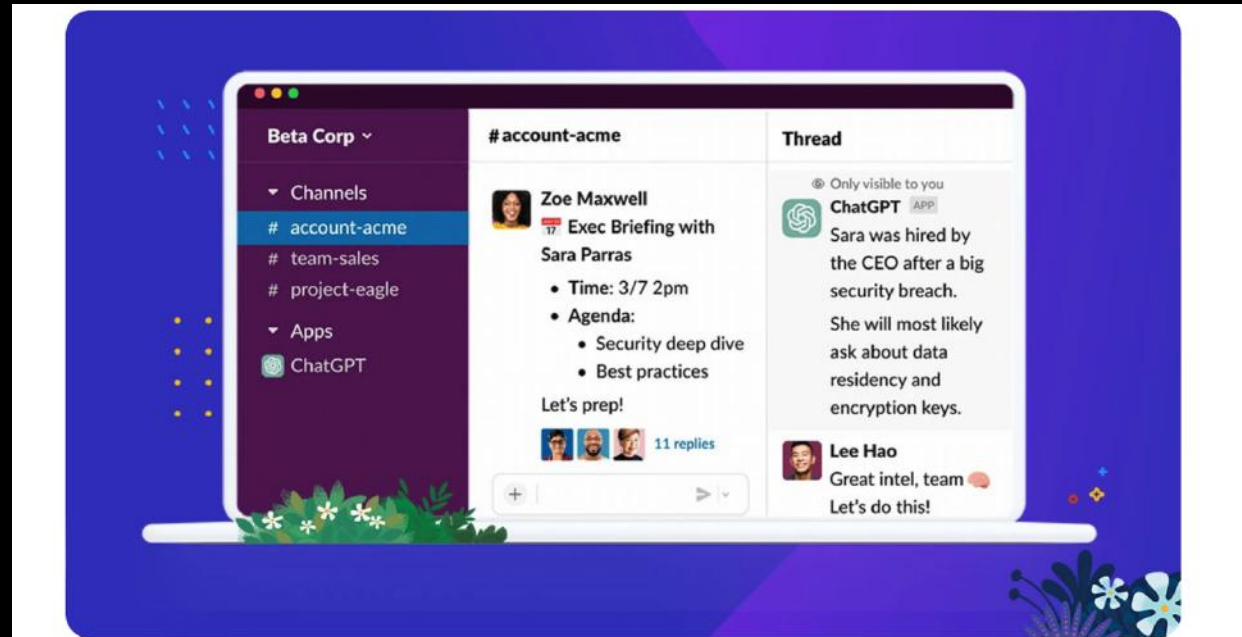 Beta Corp
Channels
# account-acme
# team-sales
# project-eagle
Apps
ChatGPT
#account-acme
Zoe Maxwell
17 Exec Briefing with
Sara Parras
• Time: 3/7 2pm
• Agenda:
• Security deep dive
• Best practices
Let's prep!
11 replies
Thread
Only visible to you
ChatGPT APP
Sara was hired by
the CEO after a big
security breach.
She will most likely
ask about data
residency and
encryption keys.
Lee Hao
Great intel, team
Let's do this!